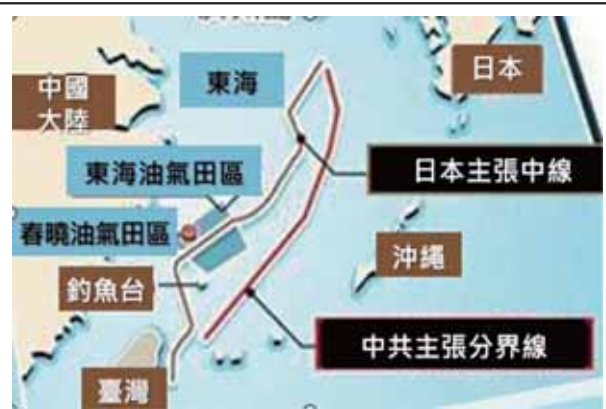 日本
中國
大陸
東海
日本主張中線
東海油氣田區
春曉油氣田區
沖繩
釣魚台
中共主張分界線
臺灣